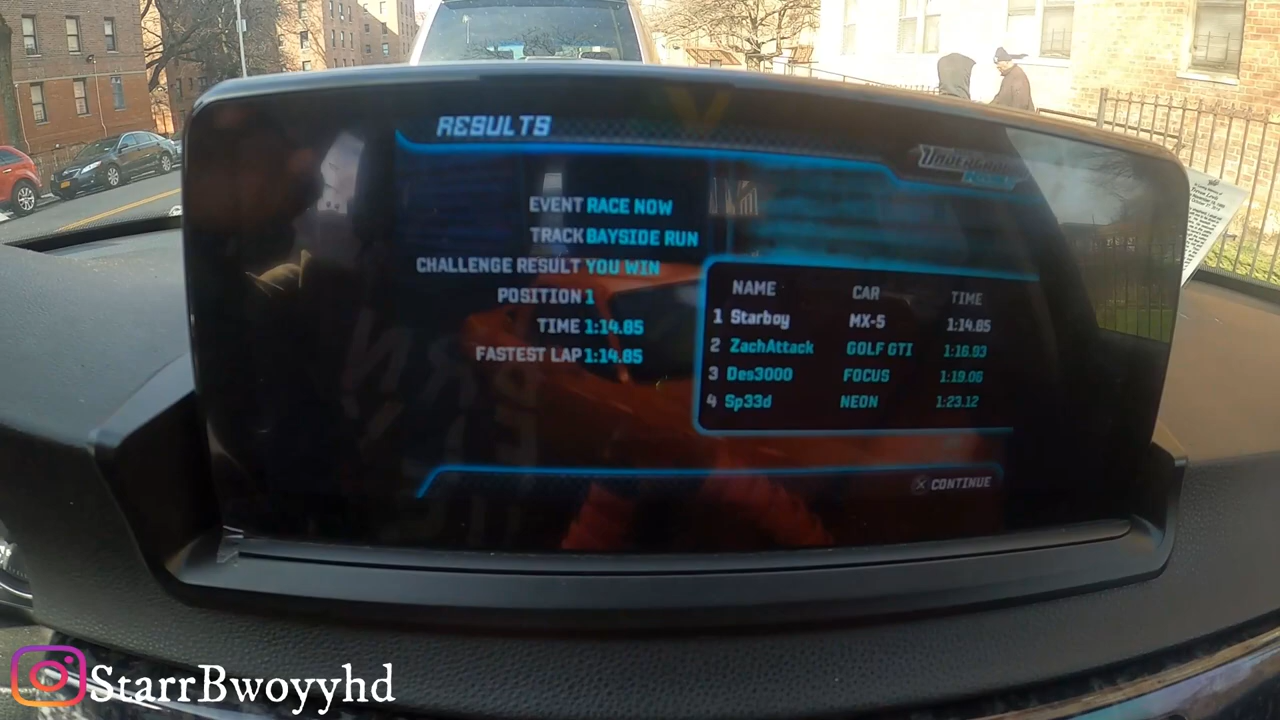 RESULTS
UNDERGROUND
EVENT RACE NOW
TRACK BAYSIDE RUN
CHALLENGE RESULT YOU WIN
POSITION 1
TIME 1:14.85
FASTEST LAP 1:14.85
NAME CAR TIME
1 Starboy MX-5 1:14.85
2 ZachAttack GOLF GTI 1:16.93
3 Des3000 FOCUS 1:19.06
4 Sp33d NEON 1:23.12
CONTINUE
StarrBwoyyhd